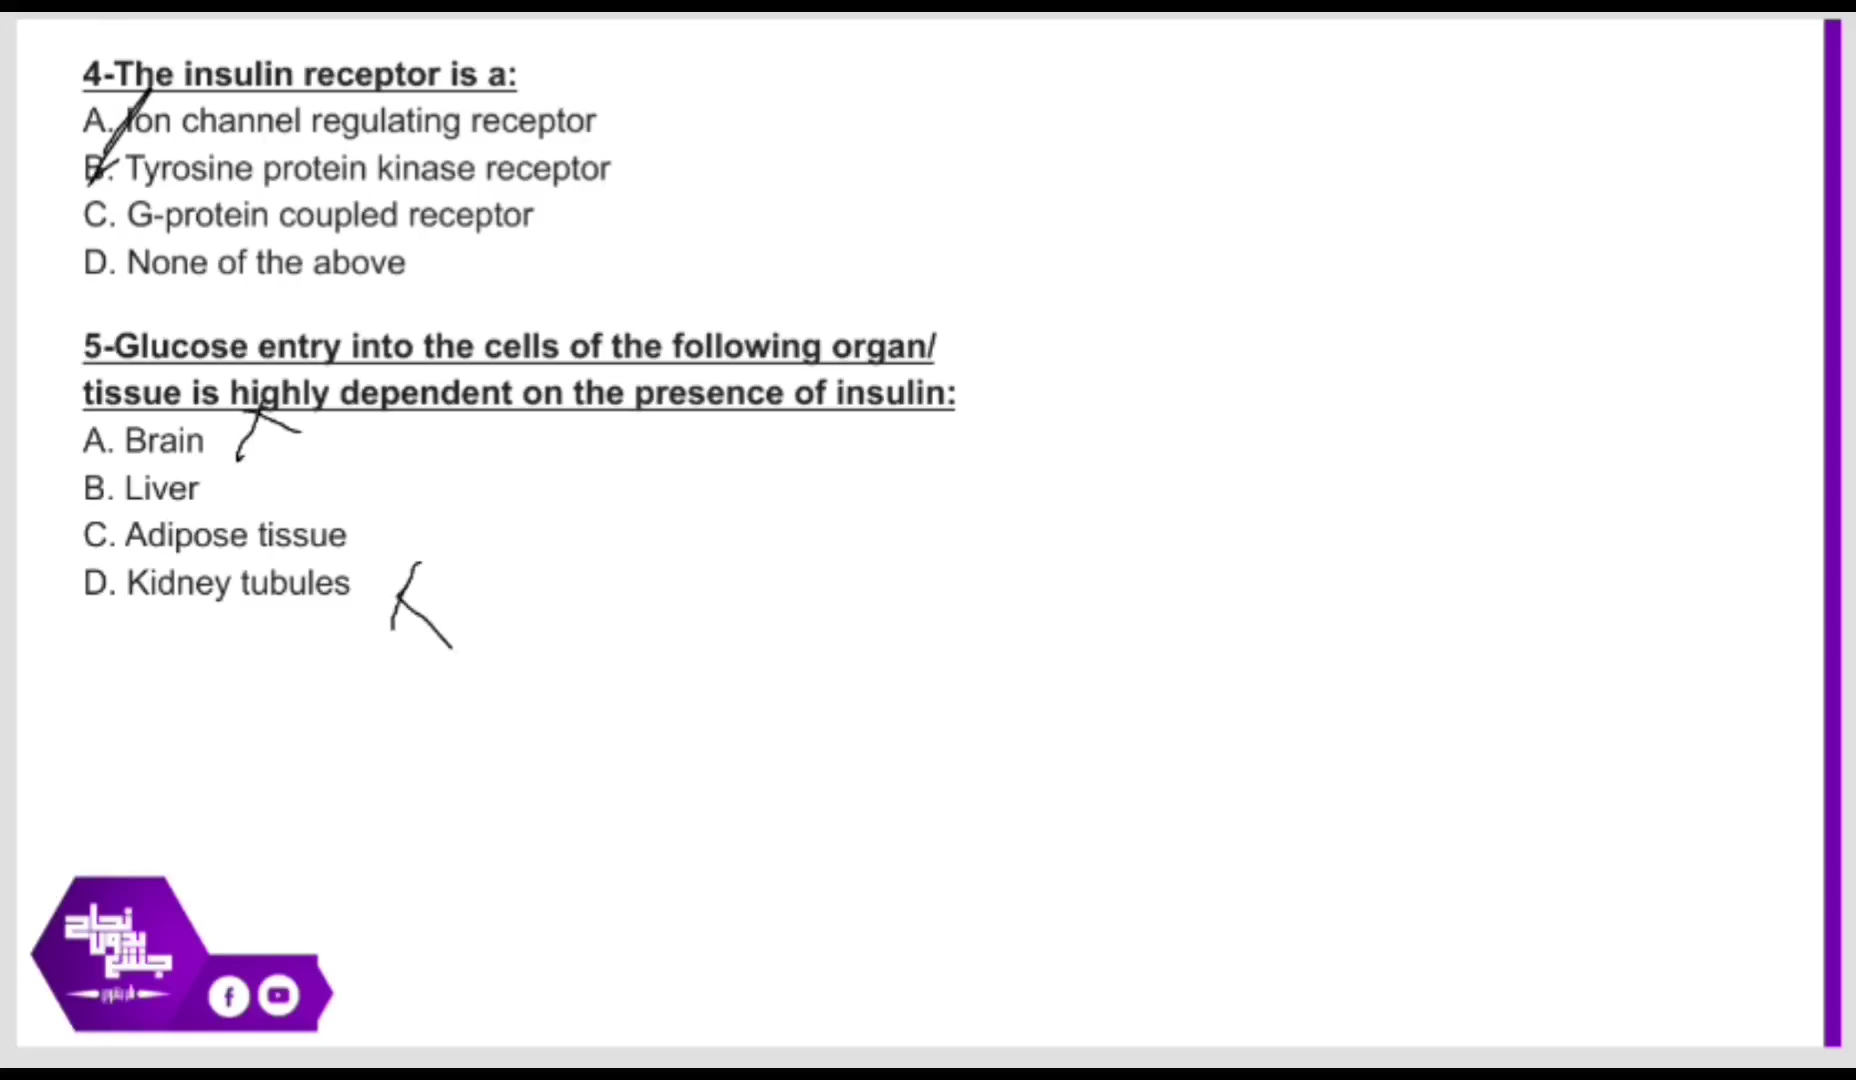 4-The insulin receptor is a:
A. Ion channel regulating receptor
B. Tyrosine protein kinase receptor
C. G-protein coupled receptor
D. None of the above
5-Glucose entry into the cells of the following organ/
tissue is highly dependent on the presence of insulin:
A. Brain
B. Liver
C. Adipose tissue
D. Kidney tubules
نجاح
بدون